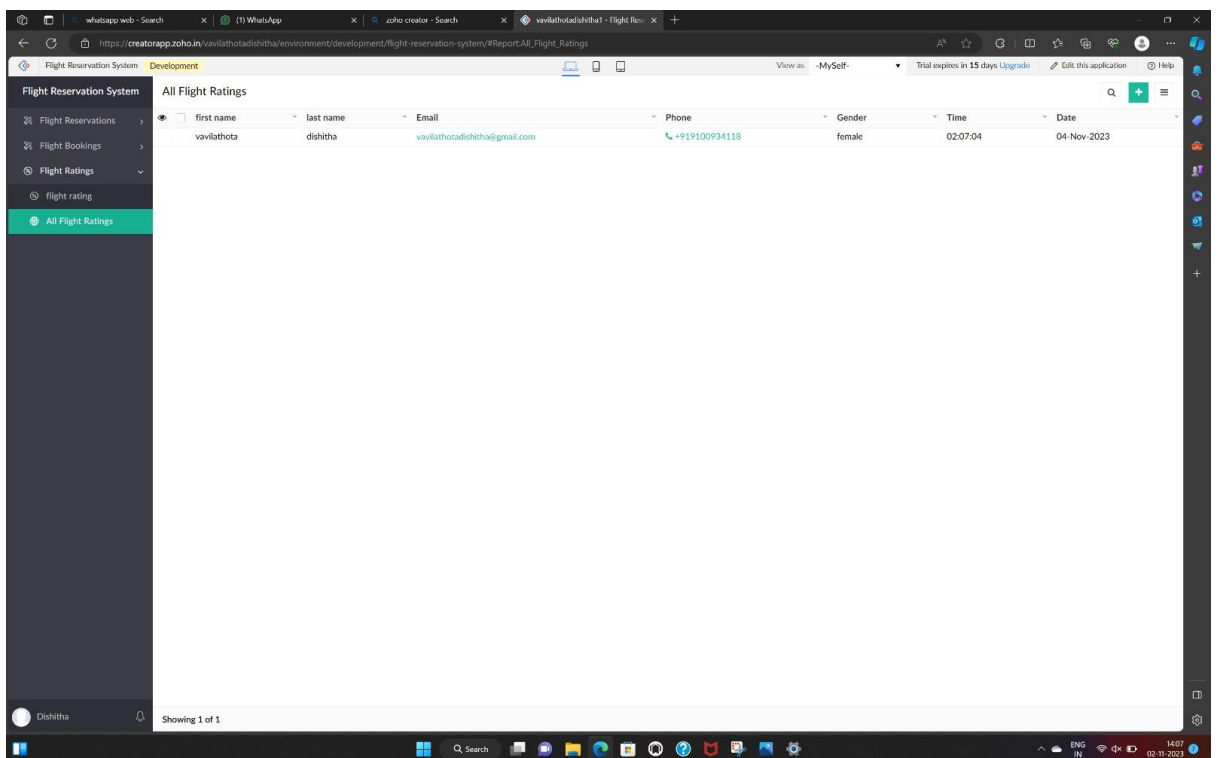 whatsapp web - Search
(1) WhatsApp
zoho creator - Search
vavilathotadishitha1 - Flight Res
https://creatorapp.zoho.in/vavilathotadishitha/environment/development/flight-reservation-system/#Report:All_Flight_Ratings
Flight Reservation System Development
View as -MySelf-
Trial expires in 15 days Upgrade
Edit this application
Help
Flight Reservation System
All Flight Ratings
Flight Reservations
Flight Bookings
Flight Ratings
flight rating
All Flight Ratings
first name last name Email Phone Gender Time Date
vavilathota dishitha vavilathotadishitha@gmail.com +919100934118 female 02:07:04 04-Nov-2023
Dishitha
Showing 1 of 1
Search
ENG
IN
14:07
02-11-2023